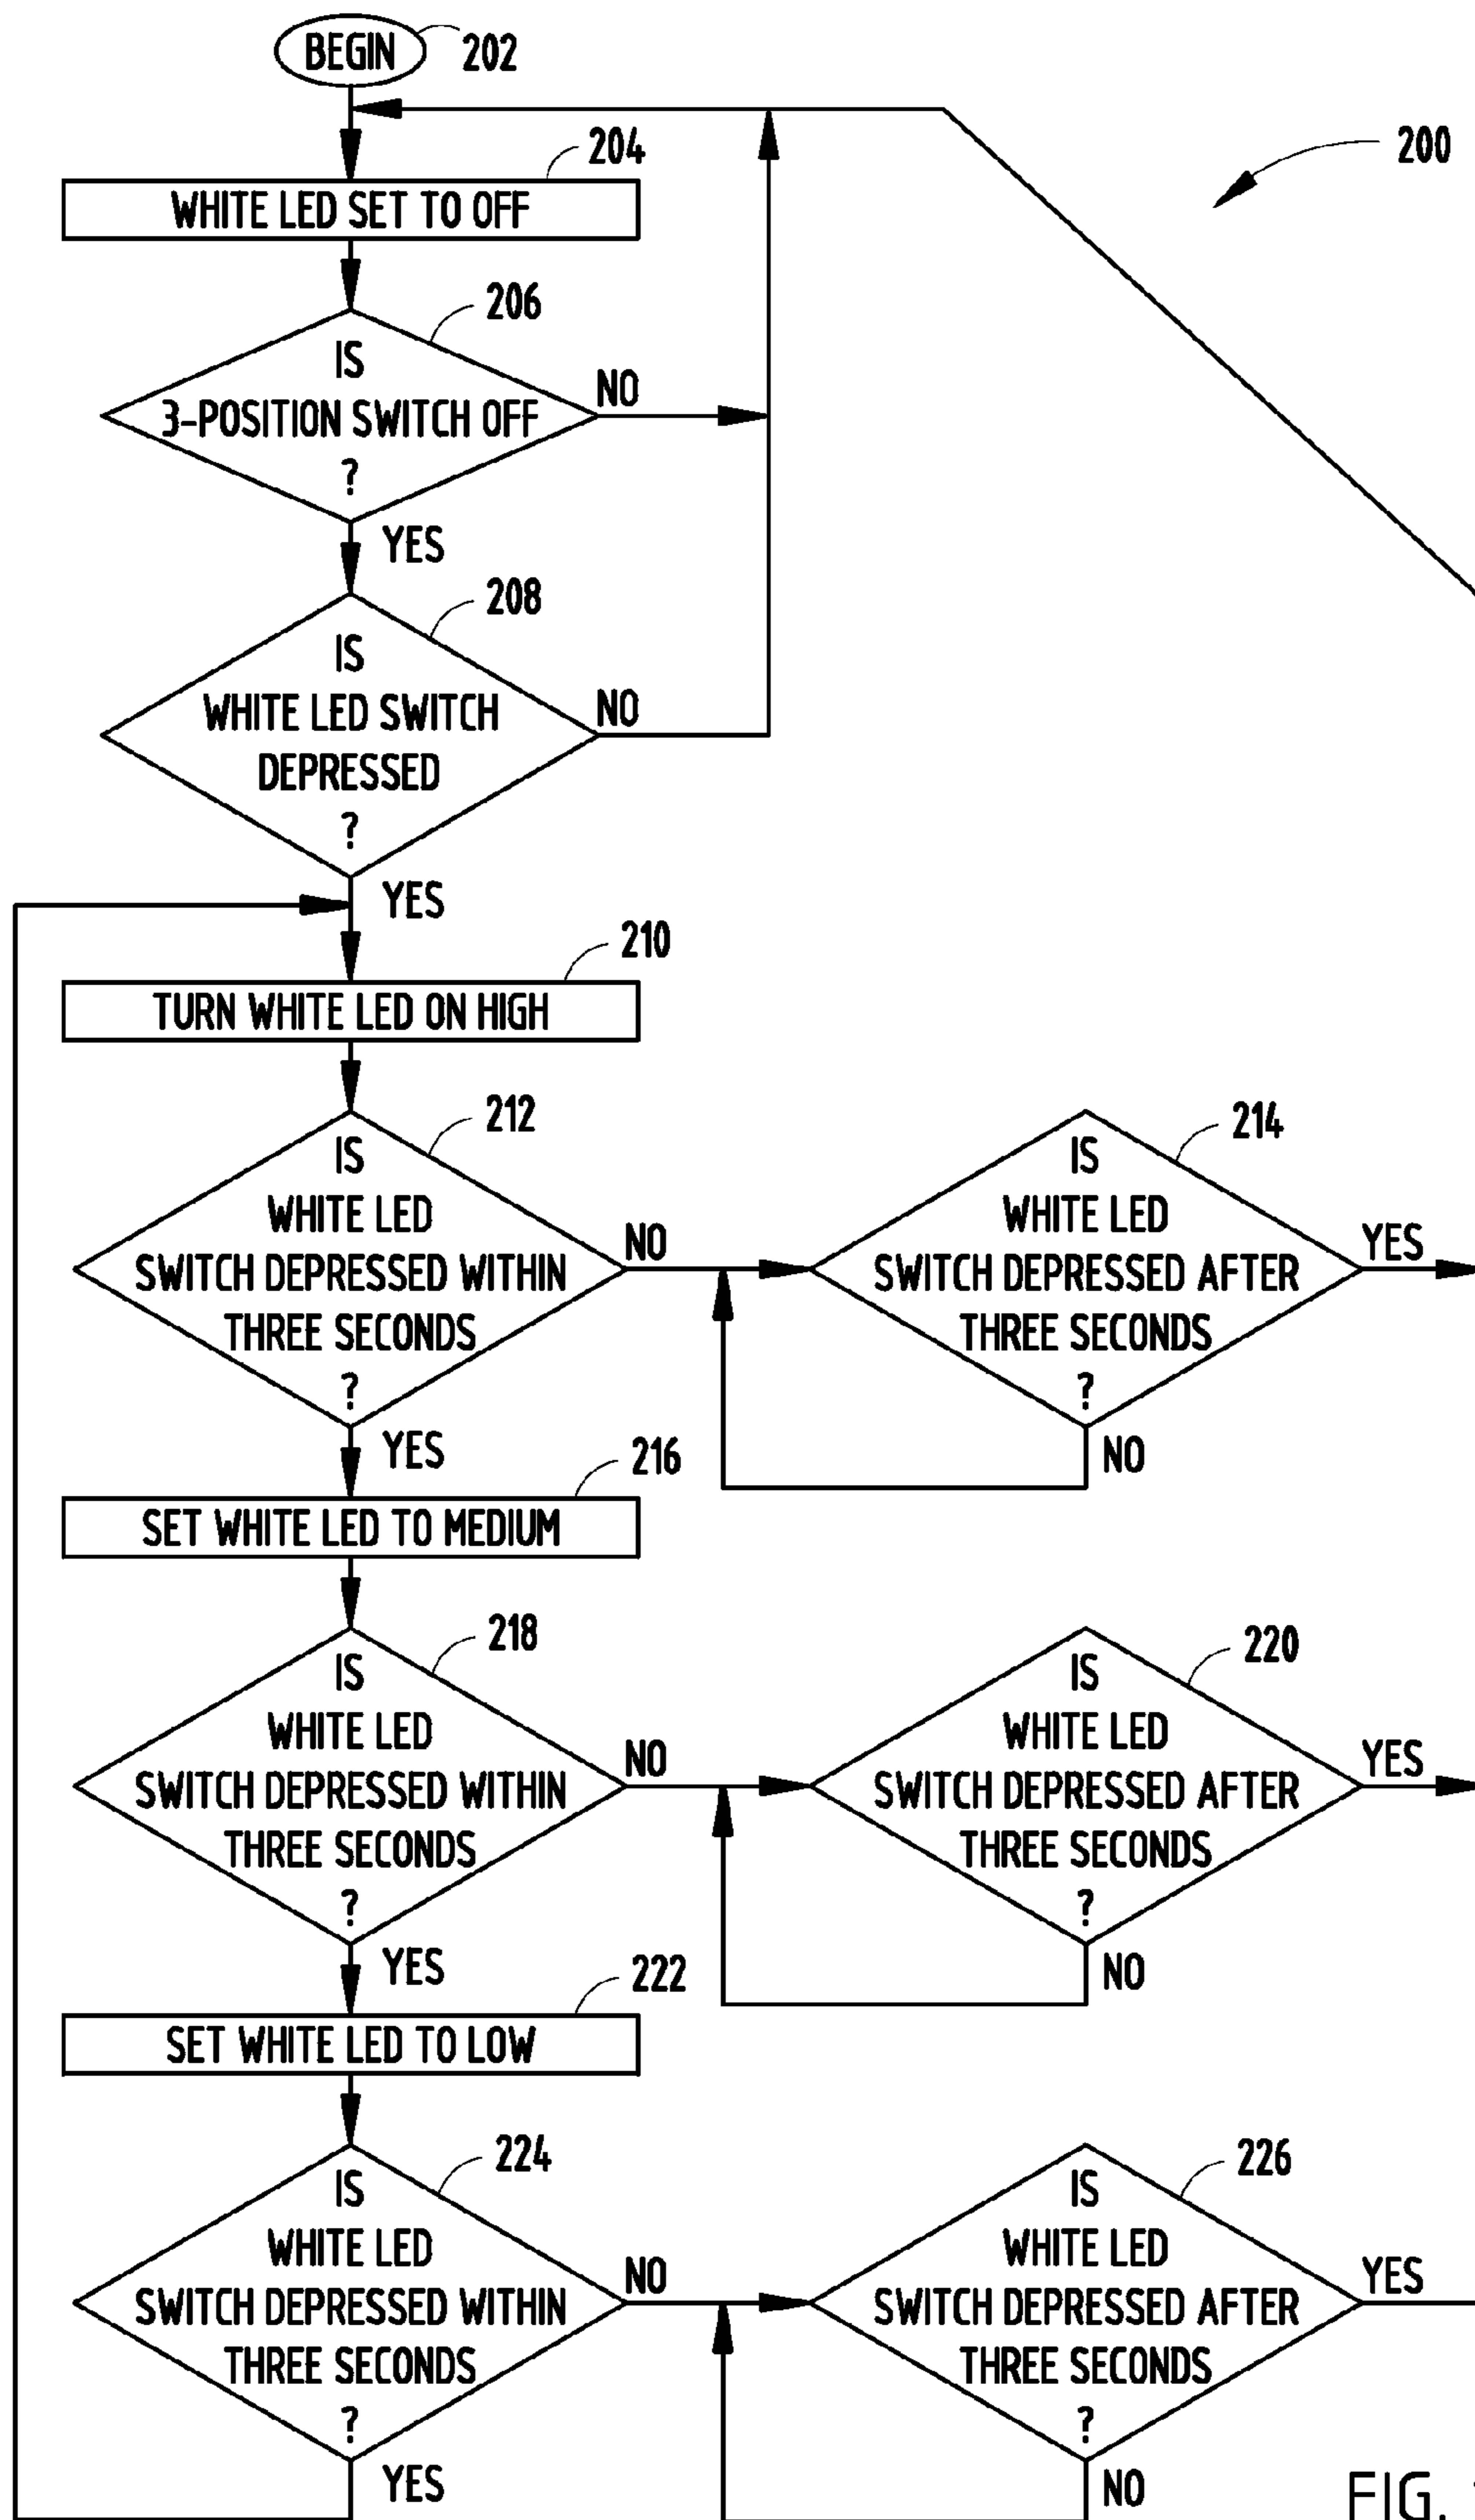 BEGIN
202
200
204
WHITE LED SET TO OFF
206
IS
3-POSITION SWITCH OFF
?
NO
YES
208
IS
WHITE LED SWITCH
DEPRESSED
?
NO
YES
210
TURN WHITE LED ON HIGH
212
IS
WHITE LED
SWITCH DEPRESSED WITHIN
THREE SECONDS
?
NO
YES
214
IS
WHITE LED
SWITCH DEPRESSED AFTER
THREE SECONDS
?
YES
NO
216
SET WHITE LED TO MEDIUM
218
IS
WHITE LED
SWITCH DEPRESSED WITHIN
THREE SECONDS
?
NO
YES
220
IS
WHITE LED
SWITCH DEPRESSED AFTER
THREE SECONDS
?
YES
NO
222
SET WHITE LED TO LOW
224
IS
WHITE LED
SWITCH DEPRESSED WITHIN
THREE SECONDS
?
NO
YES
226
IS
WHITE LED
SWITCH DEPRESSED AFTER
THREE SECONDS
?
YES
NO
FIG.